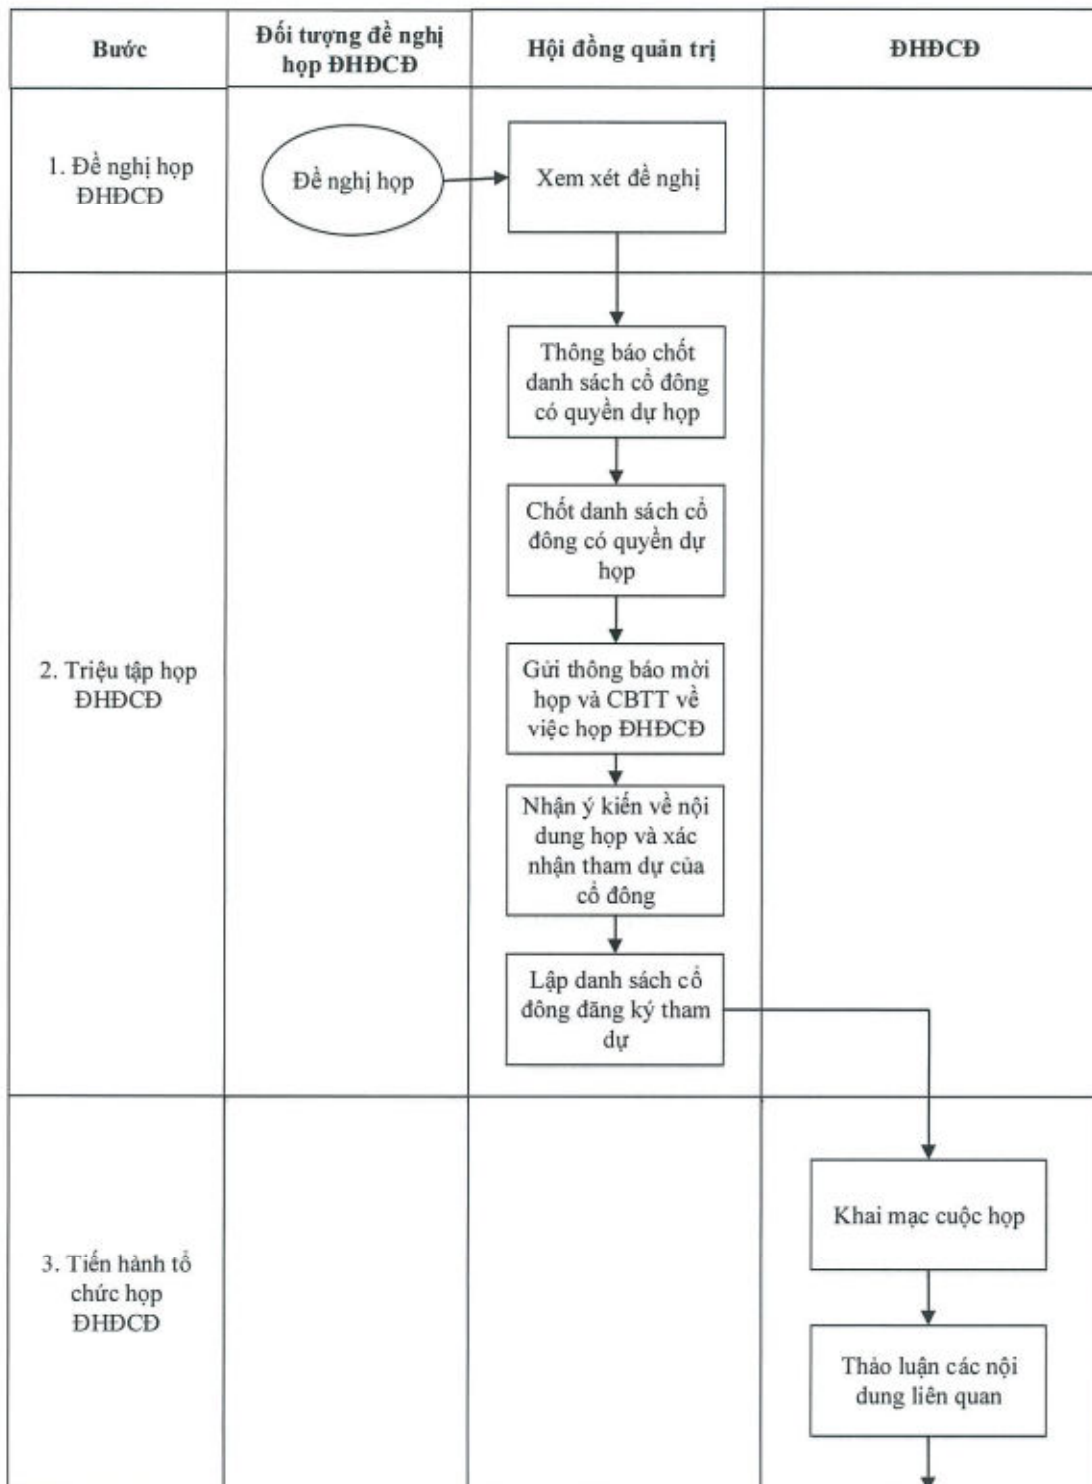 Bước
Đối tượng đề nghị
họp ĐHĐCĐ
Hội đồng quản trị
ĐHĐCĐ
1. Đề nghị họp
ĐHĐCĐ
Đề nghị họp
Xem xét đề nghị
2. Triệu tập họp
ĐHĐCĐ
Thông báo chốt
danh sách cổ đông
có quyền dự họp
Chốt danh sách cổ
đông có quyền dự
họp
Gửi thông báo mời
họp và CBTT về
việc họp ĐHĐCĐ
Nhận ý kiến về nội
dung họp và xác
nhận tham dự của
cổ đông
Lập danh sách cổ
đông đăng ký tham
dự
3. Tiến hành tổ
chức họp
ĐHĐCĐ
Khai mạc cuộc họp
Thảo luận các nội
dung liên quan